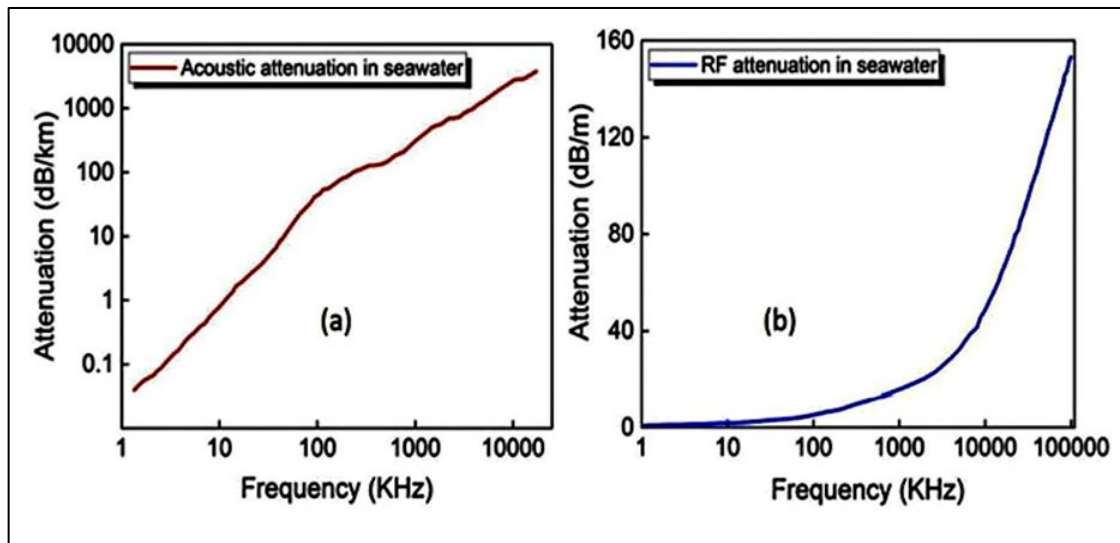 Acoustic attenuation in seawater
Attenuation (dB/km)
10000
1000
100
10
1
0.1
(a)
1 10 100 1000 10000
Frequency (KHz)
RF attenuation in seawater
Attenuation (dB/m)
160
120
80
40
0
(b)
1 10 100 1000 10000 100000
Frequency (KHz)